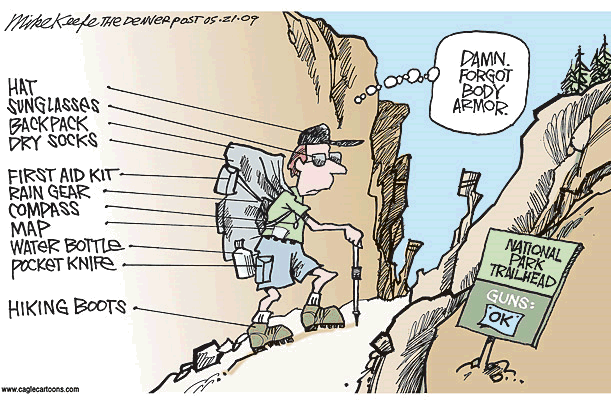 Mike Keefe THE DENVER POST 05·21·09
HAT
SUNGLASSES
BACKPACK
DRY SOCKS
FIRST AID KIT
RAIN GEAR
COMPASS
MAP
WATER BOTTLE
POCKET KNIFE
HIKING BOOTS
DAMN.
FORGOT
BODY
ARMOR.
NATIONAL
PARK
TRAILHEAD
GUNS:
OK
www.caglecartoons.com